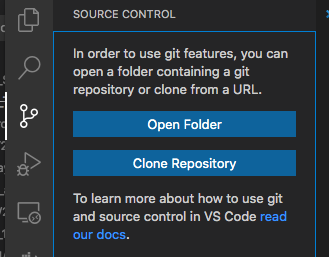 SOURCE CONTROL
In order to use git features, you can
open a folder containing a git
repository or clone from a URL.
Open Folder
Clone Repository
To learn more about how to use git
and source control in VS Code read
our docs.